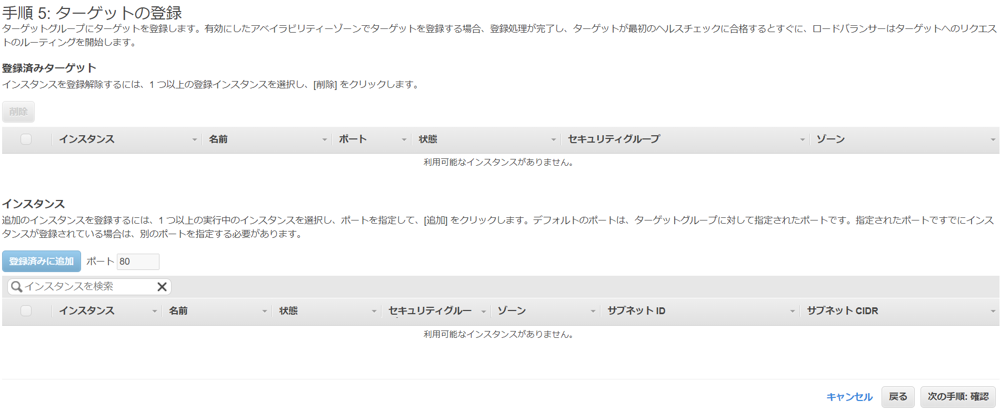 手順 5: ターゲットの登録
ターゲットグループにターゲットを登録します。有効にしたアベイラビリティーゾーンでターゲットを登録する場合、登録処理が完了し、ターゲットが最初のヘルスチェックに合格するとすぐに、ロードバランサーはターゲットへのリクエス
トのルーティングを開始します。
登録済みターゲット
インスタンスを登録解除するには、1 つ以上の登録インスタンスを選択し、[削除] をクリックします。
削除
インスタンス 名前 ポート 状態 セキュリティグループ ゾーン
利用可能なインスタンスがありません。
インスタンス
追加のインスタンスを登録するには、1 つ以上の実行中のインスタンスを選択し、ポートを指定して、[追加] をクリックします。デフォルトのポートは、ターゲットグループに対して指定されたポートです。指定されたポートですでにインス
タンスが登録されている場合は、別のポートを指定する必要があります。
登録済みに追加 ポート 80
インスタンスを検索
インスタンス 名前 状態 セキュリティグルー ゾーン サブネット ID サブネット CIDR
利用可能なインスタンスがありません。
キャンセル 戻る 次の手順: 確認